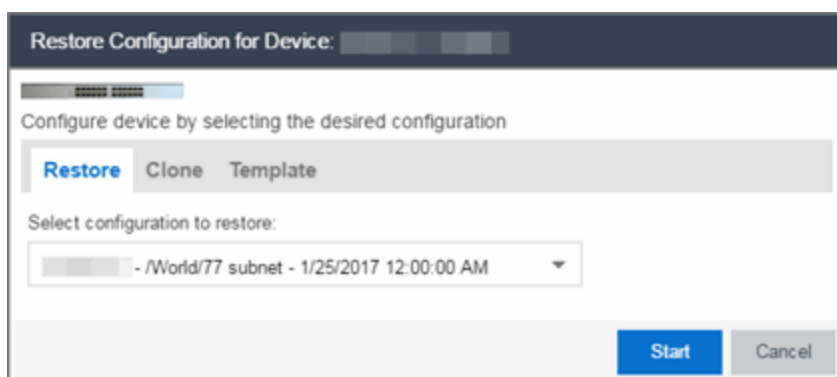 Restore Configuration for Device:
Configure device by selecting the desired configuration
Restore Clone Template
Select configuration to restore:
- /World/77 subnet - 1/25/2017 12:00:00 AM
Start Cancel